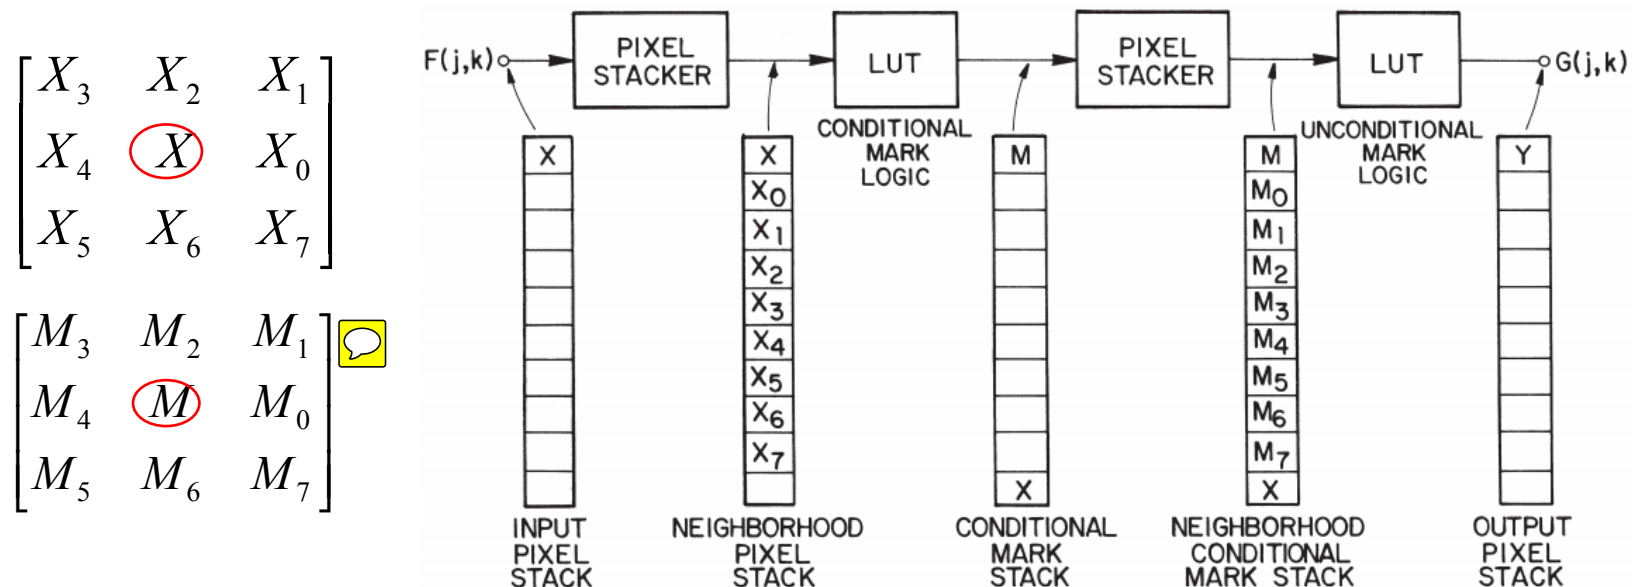 X₃ X₂ X₁
X₄ X X₀
X₅ X₆ X₇
M₃ M₂ M₁
M₄ M M₀
M₅ M₆ M₇
F(j,k)
PIXEL
STACKER
LUT
PIXEL
STACKER
LUT
G(j,k)
CONDITIONAL
MARK
LOGIC
UNCONDITIONAL
MARK
LOGIC
X
X
X₀
X₁
X₂
X₃
X₄
X₅
X₆
X₇
M
X
M
M₀
M₁
M₂
M₃
M₄
M₅
M₆
M₇
X
Y
INPUT
PIXEL
STACK
NEIGHBORHOOD
PIXEL
STACK
CONDITIONAL
MARK
STACK
NEIGHBORHOOD
CONDITIONAL
MARK STACK
OUTPUT
PIXEL
STACK